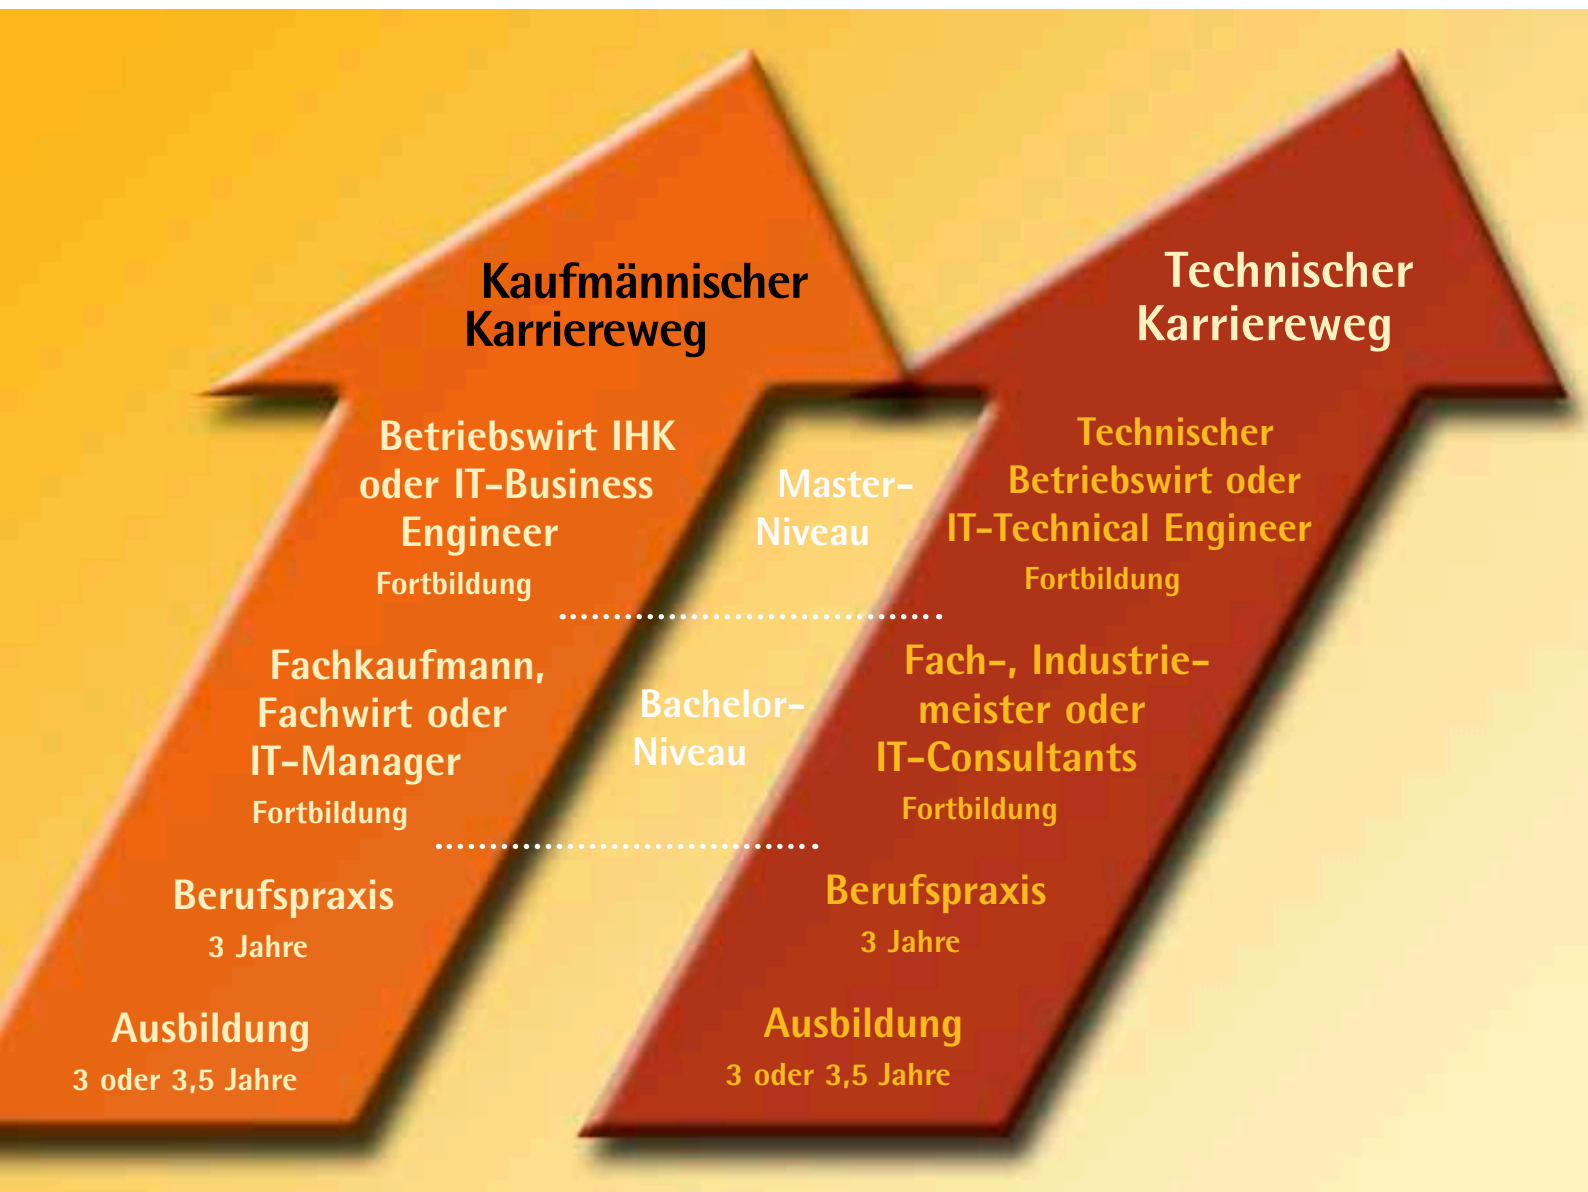 Kaufmännischer
Karriereweg
Betriebswirt IHK
oder IT-Business
Engineer
Fortbildung
Fachkaufmann,
Fachwirt oder
IT-Manager
Fortbildung
Berufspraxis
3 Jahre
Ausbildung
3 oder 3,5 Jahre
Master-
Niveau
Bachelor-
Niveau
Technischer
Karriereweg
Technischer
Betriebswirt oder
IT-Technical Engineer
Fortbildung
Fach-, Industrie-
meister oder
IT-Consultants
Fortbildung
Berufspraxis
3 Jahre
Ausbildung
3 oder 3,5 Jahre